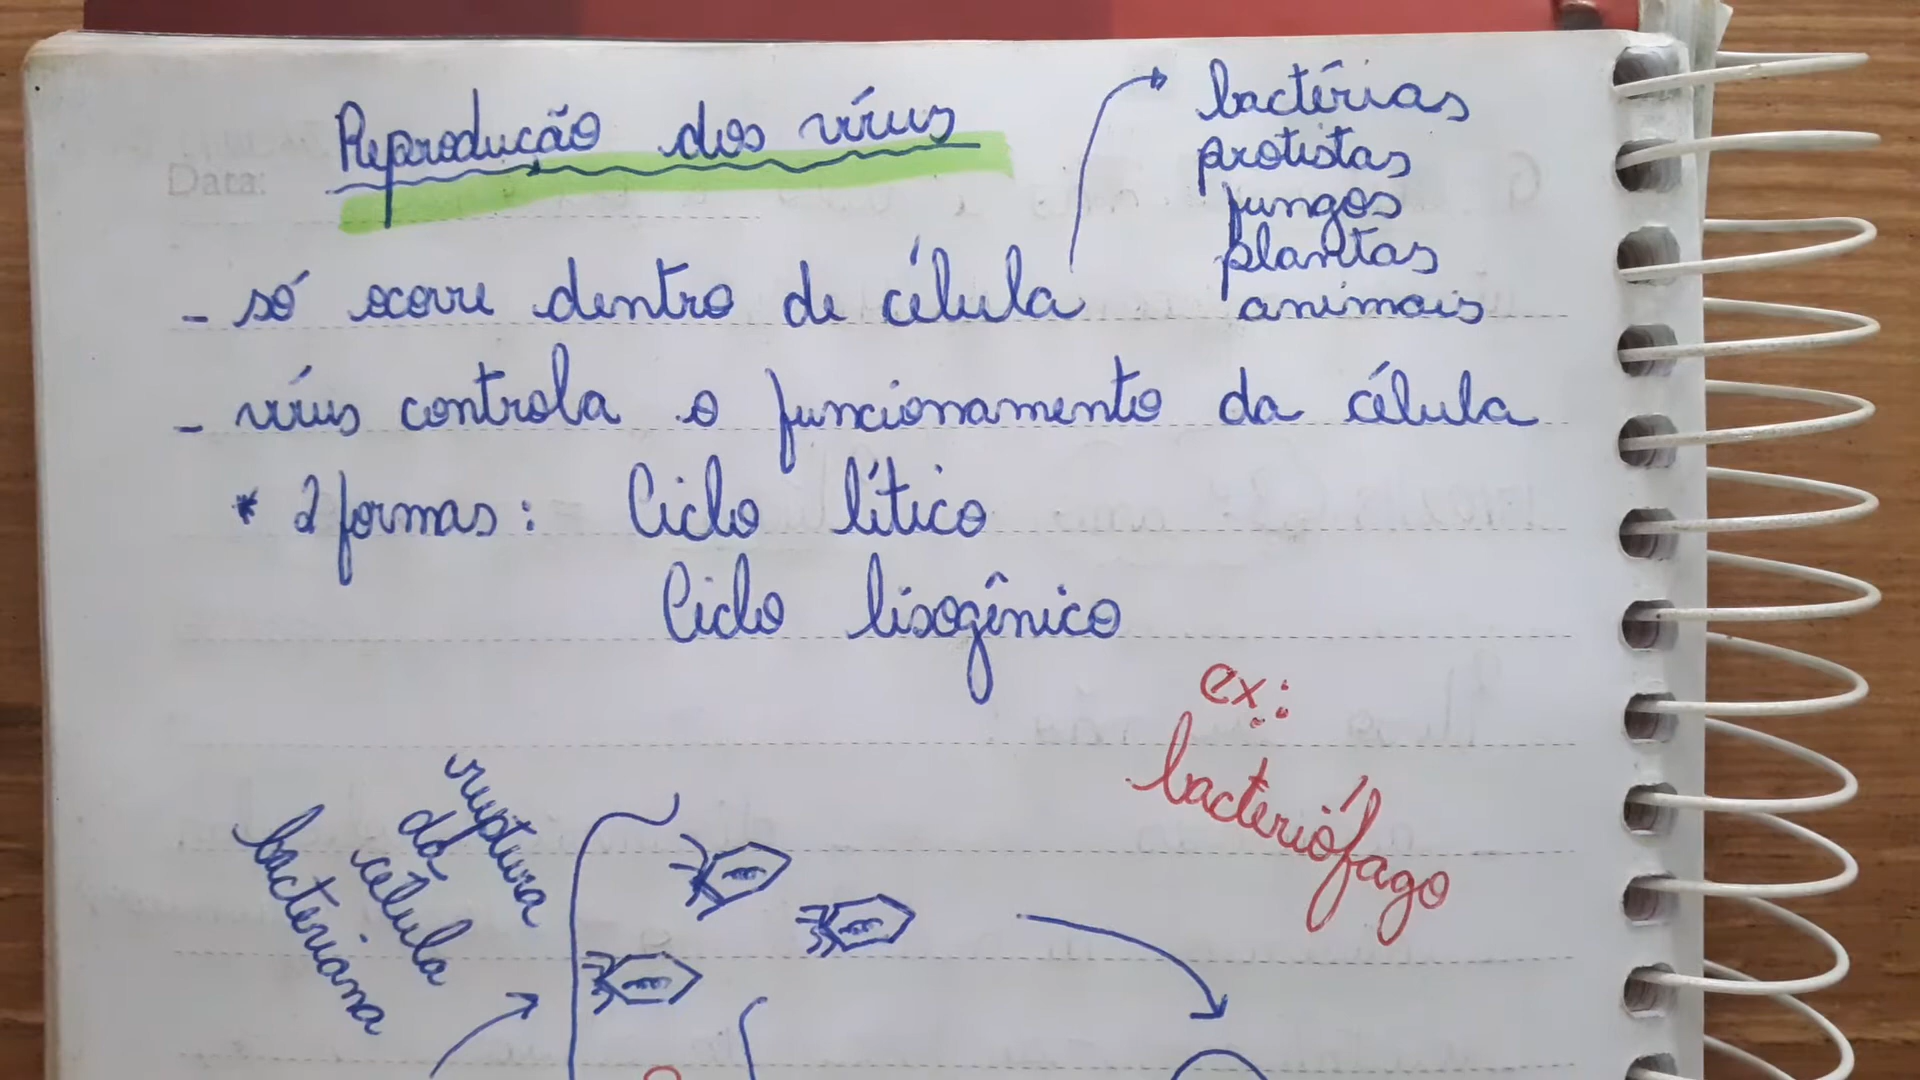 Reprodução dos vírus
Data:
bactérias
protistas
fungos
plantas
animais
- só ocorre dentro de célula
- vírus controla o funcionamento da célula
* 2 formas: Ciclo lítico
Ciclo lisogênico
ex.:
bacteriófago
ruptura
da
célula
bacteriana